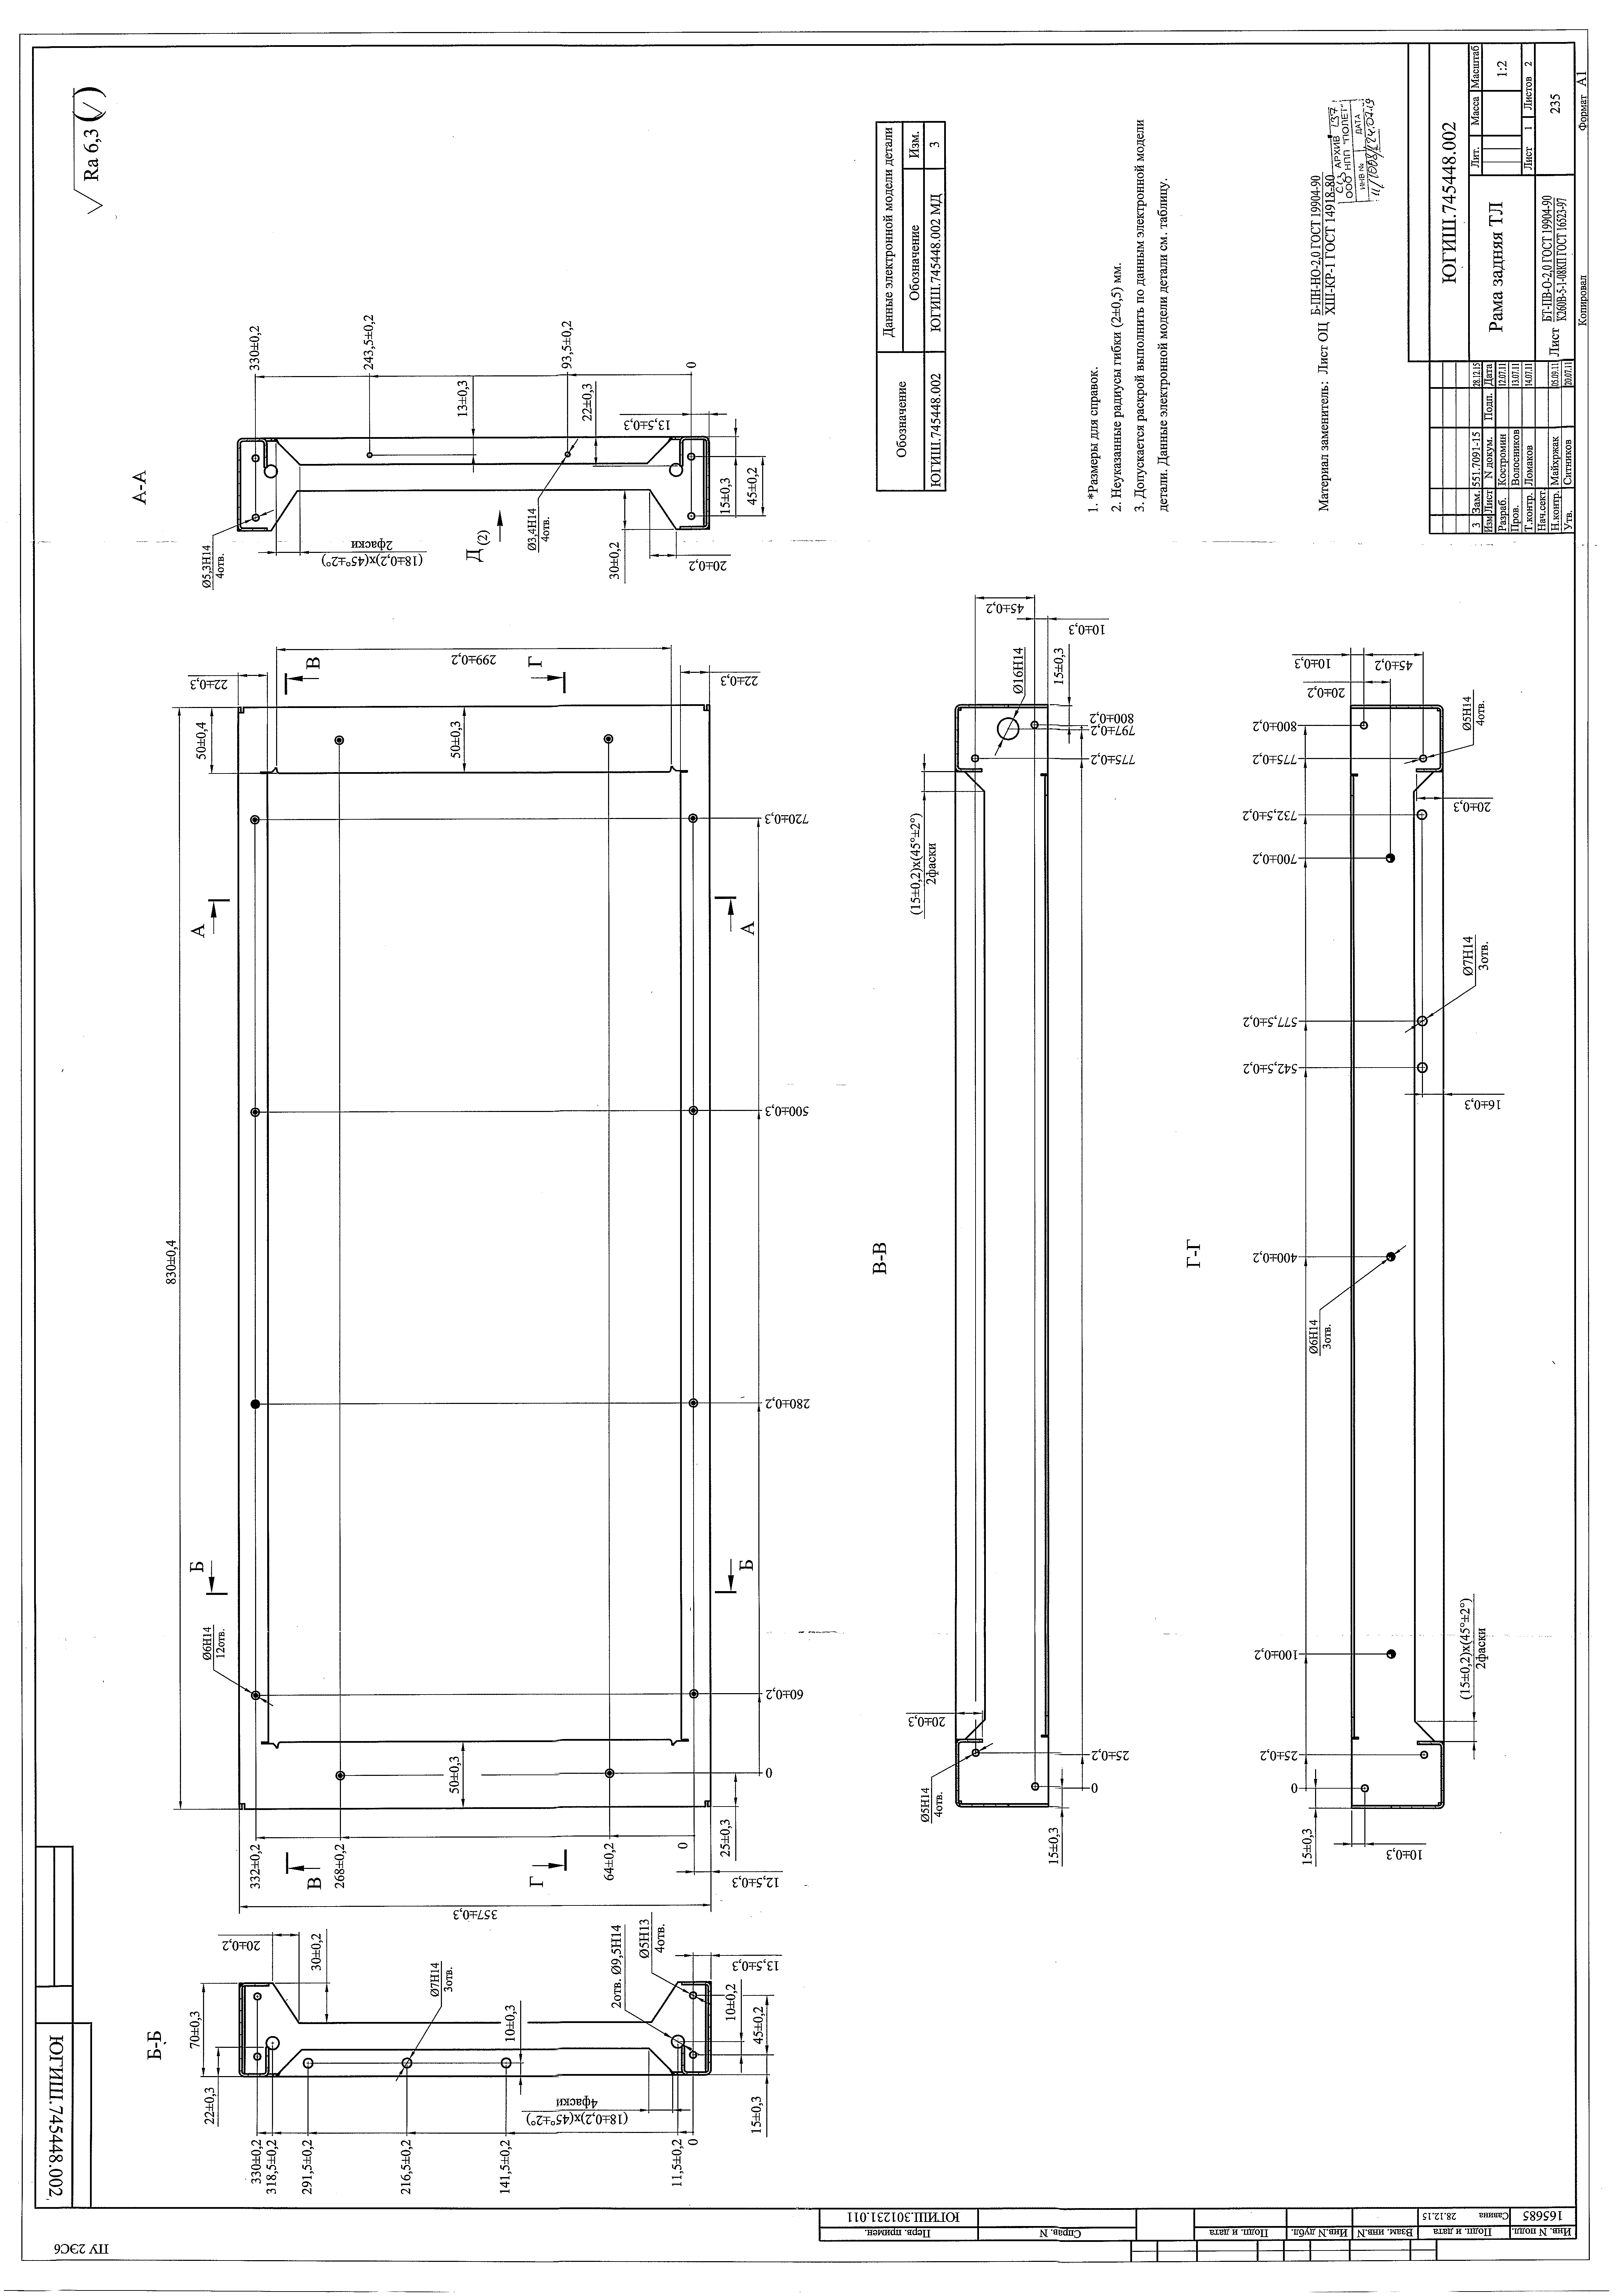 ПУ 2ЭС6
ЮГИШ.745448.002
Ra 6,3 (√)
830±0,4
50±0,4
22±0,3
299±0,2
50±0,3
22±0,3
В
Г
А
А
Б
Б
Ø6H14
12отв.
720±0,3
500±0,3
280±0,2
60±0,2
0
50±0,3
25±0,3
332±0,2
268±0,2
64±0,2
0
12,5±0,3
357±0,3
В
Г
А-А
330±0,2
243,5±0,2
93,5±0,2
0
13±0,3
22±0,3
13,5±0,3
15±0,3
45±0,2
Ø5,3H14
4отв.
(18±0,2)x(45°±2°)
2фаски
Д(2)
Ø3,4H14
4отв.
30±0,2
20±0,2
Б-Б
70±0,3
22±0,3
20±0,2
30±0,2
Ø7H14
3отв.
10±0,3
2отв. Ø9,5H14
Ø5H13
4отв.
13,5±0,3
10±0,2
45±0,2
15±0,3
(18±0,2)x(45°±2°)
4фаски
330±0,2
318,5±0,2
291,5±0,2
216,5±0,2
141,5±0,2
11,5±0,2
0
В-В
45±0,2
10±0,3
Ø16H14
15±0,3
800±0,2
797±0,2
775±0,2
(15±0,2)x(45°±2°)
2фаски
20±0,3
Ø5H14
4отв.
25±0,2
0
15±0,3
Г-Г
10±0,3
45±0,2
20±0,2
800±0,2
775±0,2
732,5±0,2
700±0,2
577,5±0,2
542,5±0,2
400±0,2
100±0,2
25±0,2
0
Ø5H14
4отв.
20±0,3
Ø7H14
3отв.
16±0,3
Ø6H14
3отв.
(15±0,2)x(45°±2°)
2фаски
15±0,3
10±0,3
Обозначение
Данные электронной модели детали
Обозначение
Изм.
ЮГИШ.745448.002
ЮГИШ.745448.002 МД
3
1. *Размеры для справок.
2. Неуказанные радиусы гибки (2±0,5) мм.
3. Допускается раскрой выполнить по данным электронной модели
детали. Данные электронной модели детали см. таблицу.
Материал заменитель: Лист ОЦ Б-ПН-НО-2,0 ГОСТ 19904-90
ХШ-КР-1 ГОСТ 14918-80
АРХИВ
ООО НПП "ПОЛЕТ"
ИНВ № ДАТА
ЮГИШ.745448.002
3 Зам. 551.7091-15 28.12.15
Изм Лист N докум. Подп. Дата
Разраб. Костромин 12.07.11
Пров. Волосников 13.07.11
Т.контр. Ломаков 14.07.11
Нач.сект.
Н.контр. Майоржак 05.09.11
Утв. Ситников 20.07.11
Рама задняя ТЛ
Лит. Масса Масштаб
1:2
Лист 1 Листов 2
Лист БТ-ПВ-О-2,0 ГОСТ 19904-90
К260В-5-1-08КП ГОСТ 16523-97
235
Копировал
Формат А1
Перв. примен.
ЮГИШ.301231.011
Справ. N
Подп. и дата
Инв.N дубл.
Взам. инв.N
Подп. и дата
Савина 28.12.15
Инв. N подл.
165685